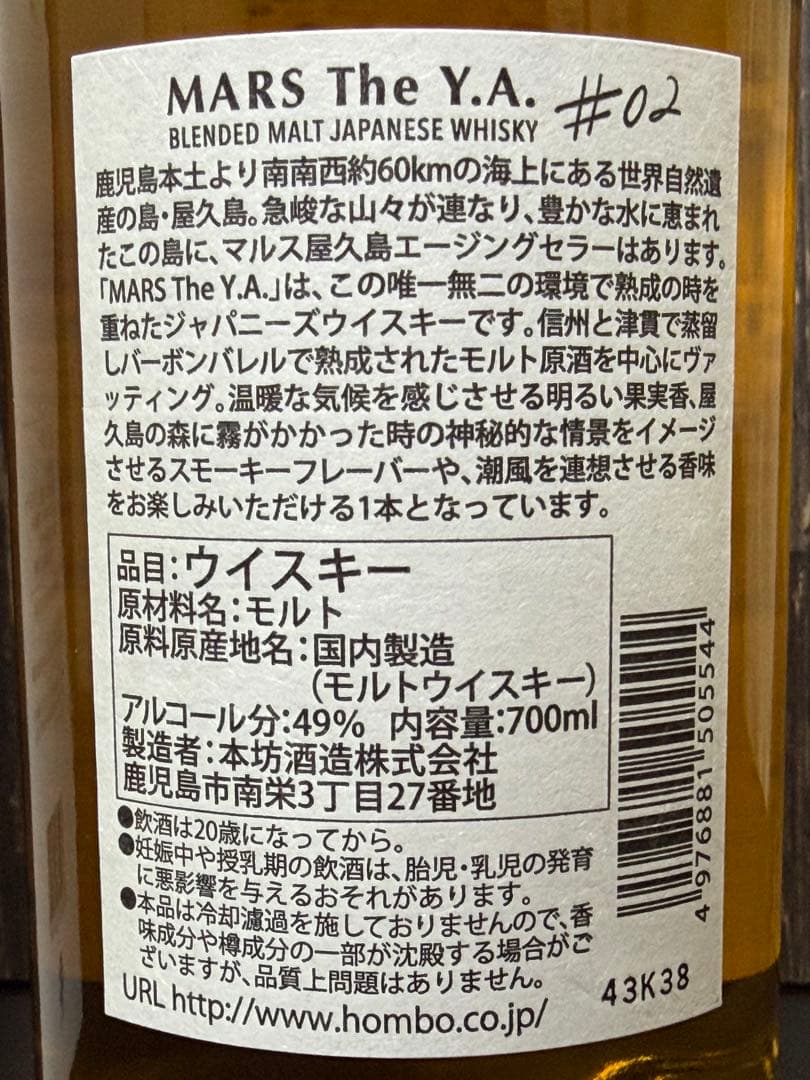 MARS The Y.A. #02
BLENDED MALT JAPANESE WHISKY
鹿児島本土より南南西約60kmの海上にある世界自然遺
産の島・屋久島。急峻な山々が連なり、豊かな水に恵まれ
たこの島に、マルス屋久島エージングセラーはあります。
「MARS The Y.A.」は、この唯一無二の環境で熟成の時を
重ねたジャパニーズウイスキーです。信州と津貫で蒸留
しバーボンバレルで熟成されたモルト原酒を中心にヴァ
ッティング。温暖な気候を感じさせる明るい果実香、屋
久島の森に霧がかかった時の神秘的な情景をイメージ
させるスモーキーフレーバーや、潮風を連想させる香味
をお楽しみいただける1本となっています。
品目：ウイスキー
原材料名：モルト
原料原産地名：国内製造
（モルトウイスキー）
アルコール分：49% 内容量：700ml
製造者：本坊酒造株式会社
鹿児島市南栄3丁目27番地
●飲酒は20歳になってから。
●妊娠中や授乳期の飲酒は、胎児・乳児の発育
に悪影響を与えるおそれがあります。
●本品は冷却濾過を施しておりませんので、香
味成分や樽成分の一部が沈殿する場合がご
ざいますが、品質上問題はありません。
URL http://www.hombo.co.jp/
43K38
4976881505544